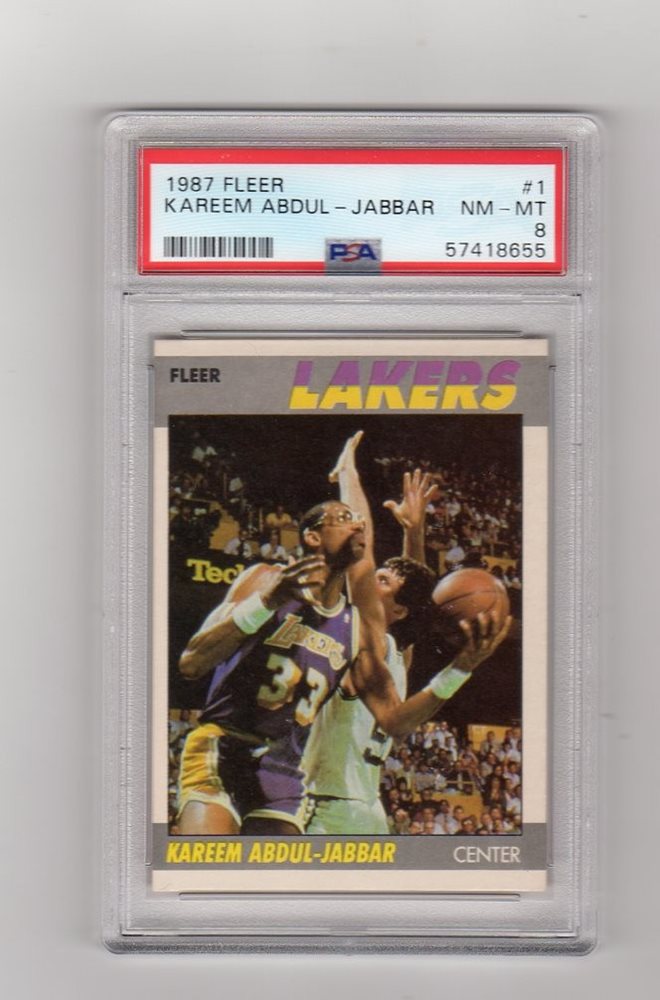 1987 FLEER #1
KAREEM ABDUL-JABBAR NM-MT
8
PSA 57418655
FLEER LAKERS
Tec
LAKERS
33
KAREEM ABDUL-JABBAR CENTER